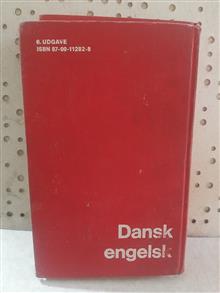 6. UDGAVE
ISBN 87-00-11282-8
Dansk
engelsk